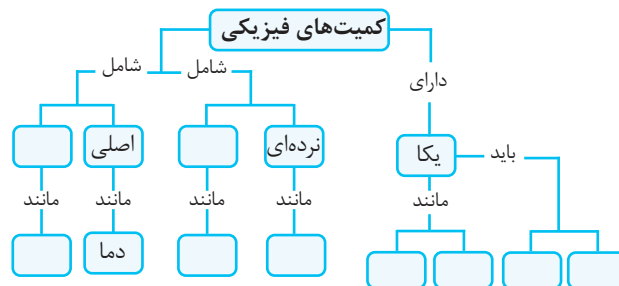 کمیت‌های فیزیکی
دارای
شامل
شامل
یکا
باید
نرده‌ای
اصلی
مانند
مانند
مانند
مانند
مانند
دما